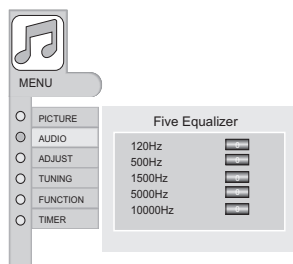 MENU
PICTURE
AUDIO
ADJUST
TUNING
FUNCTION
TIMER
Five Equalizer
120Hz
500Hz
1500Hz
5000Hz
10000Hz